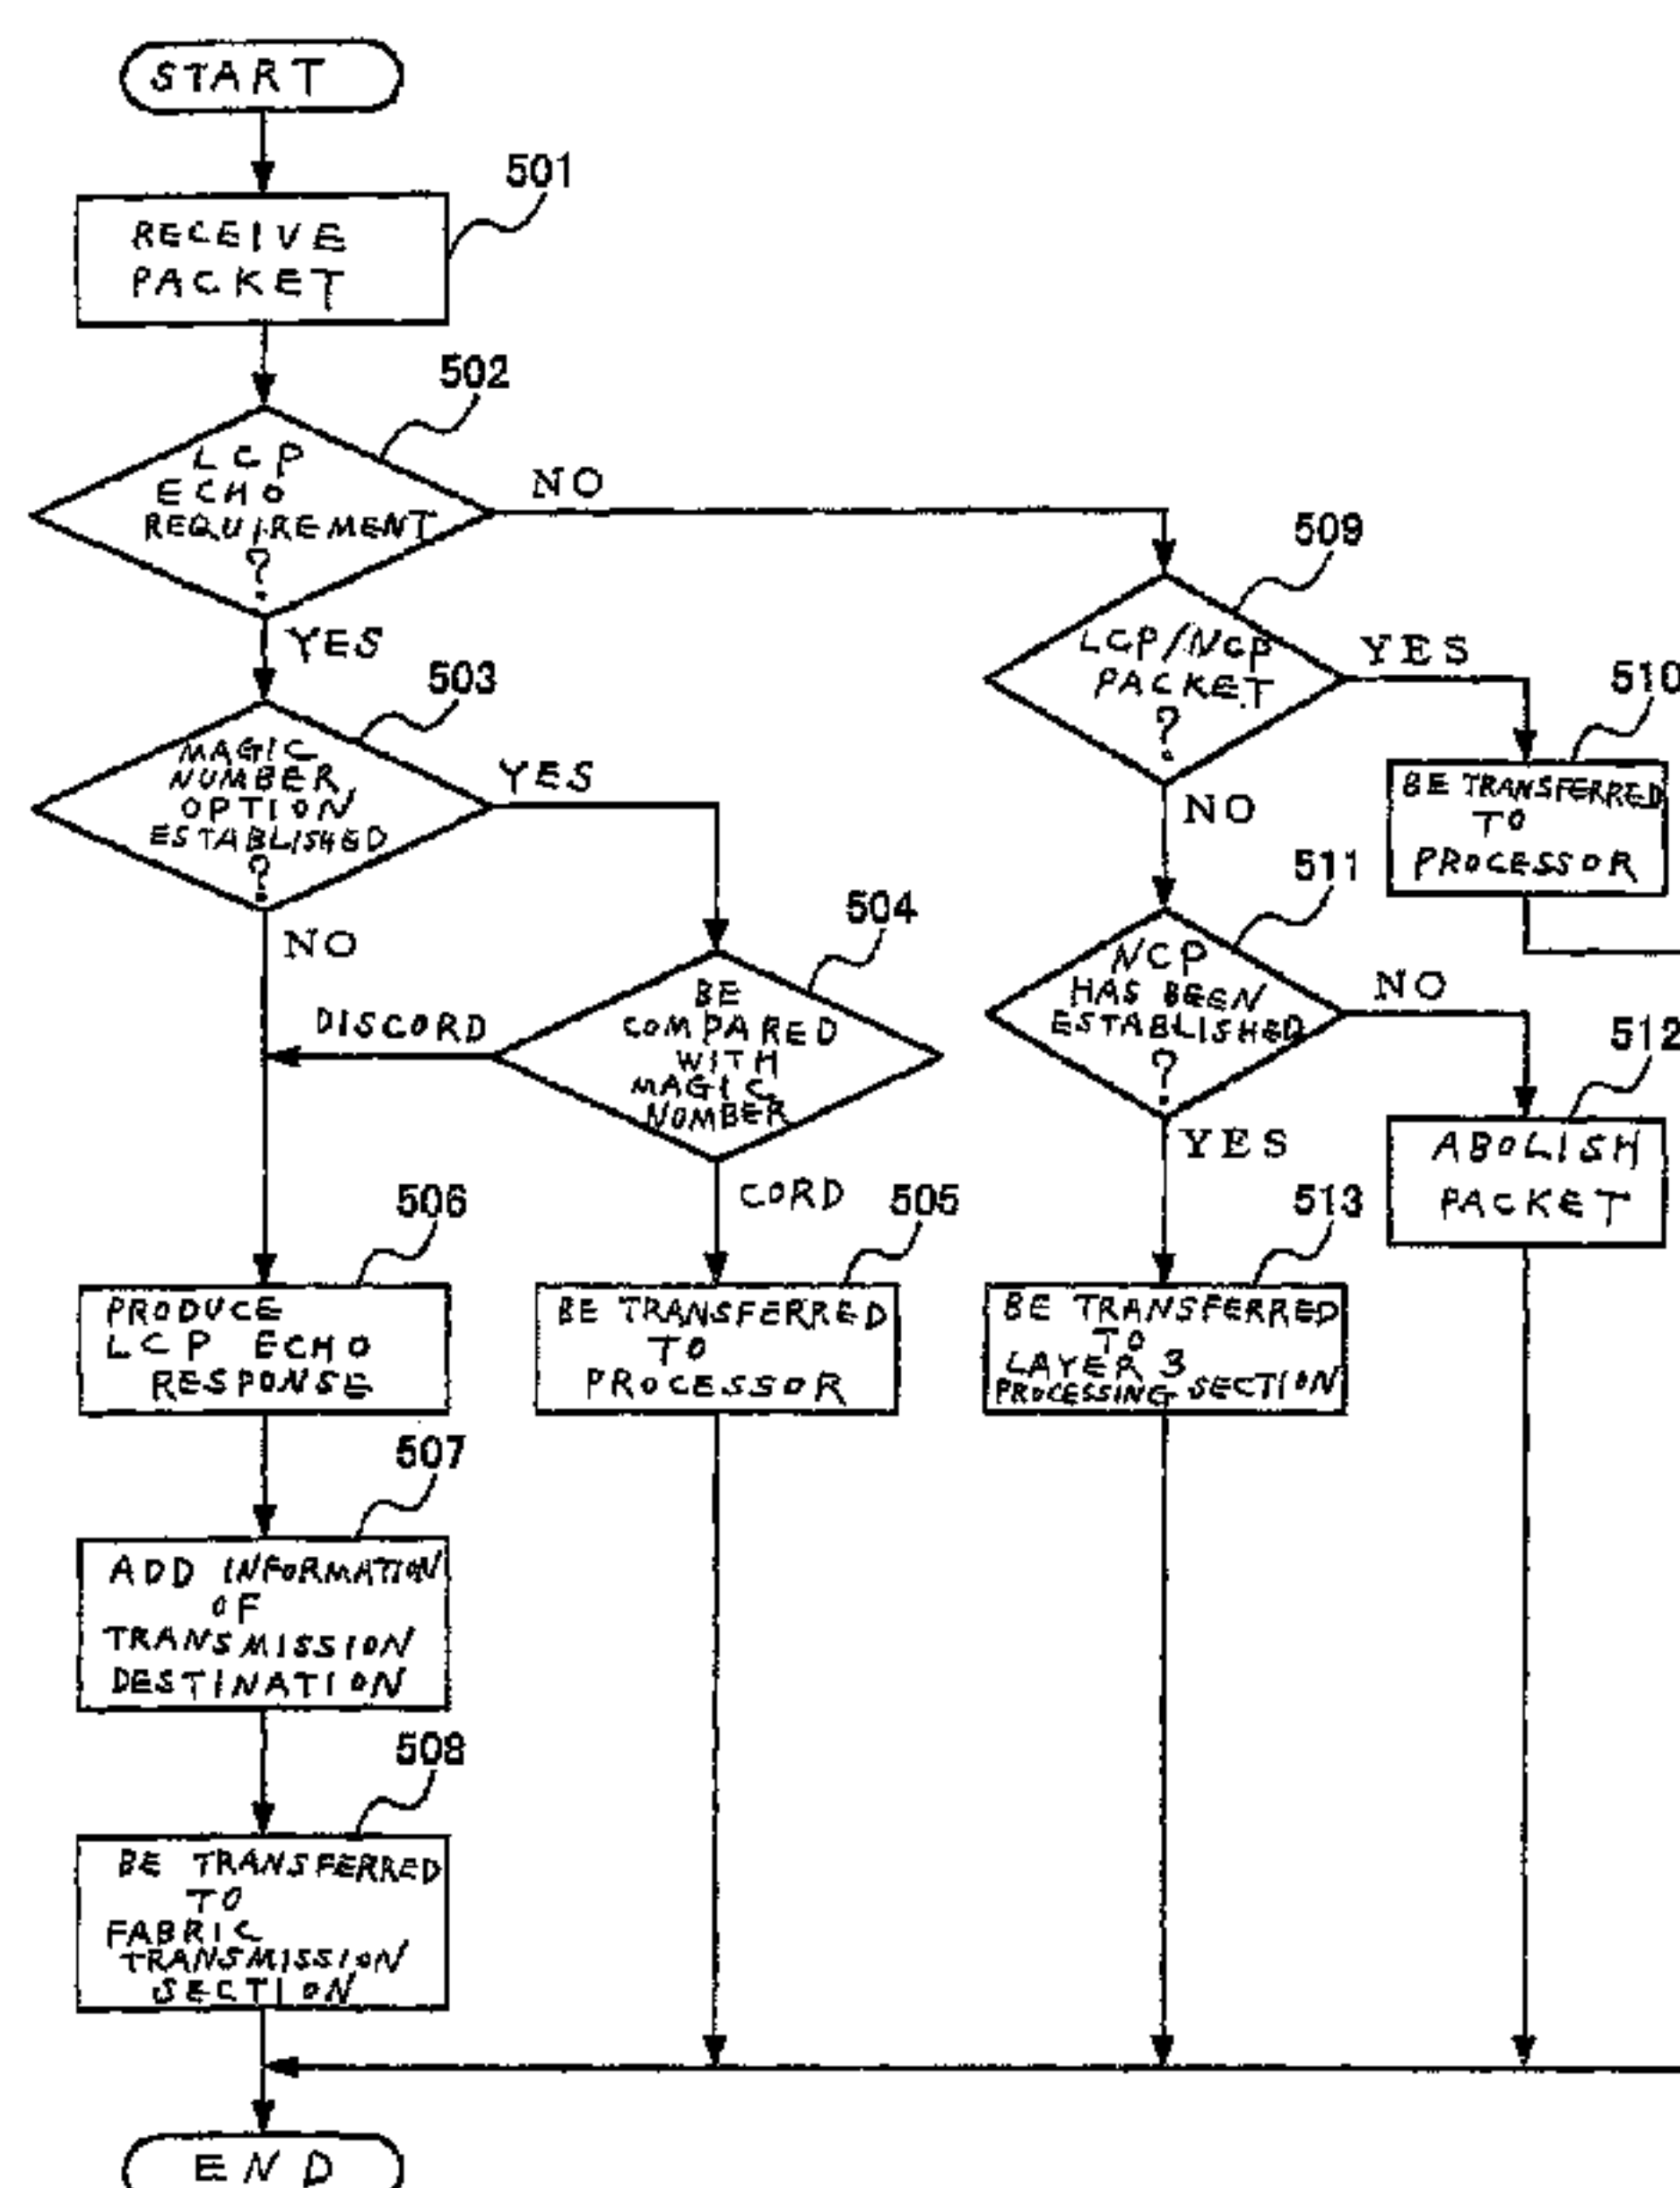 START
501
RECEIVE
PACKET
502
LCP
ECHO
REQUIREMENT
?
NO
YES
509
LCP/NCP
PACKET
?
YES
NO
510
BE TRANSFERRED
TO
PROCESSOR
503
MAGIC
NUMBER
OPTION
ESTABLISHED
?
YES
NO
504
BE
COMPARED
WITH
MAGIC
NUMBER
DISCORD
CORD
511
NCP
HAS BEEN
ESTABLISHED
?
NO
YES
512
ABOLISH
PACKET
506
PRODUCE
LCP ECHO
RESPONSE
505
BE TRANSFERRED
TO
PROCESSOR
513
BE TRANSFERRED
TO
LAYER 3
PROCESSING SECTION
507
ADD INFORMATION
OF
TRANSMISSION
DESTINATION
508
BE TRANSFERRED
TO
FABRIC
TRANSMISSION
SECTION
END